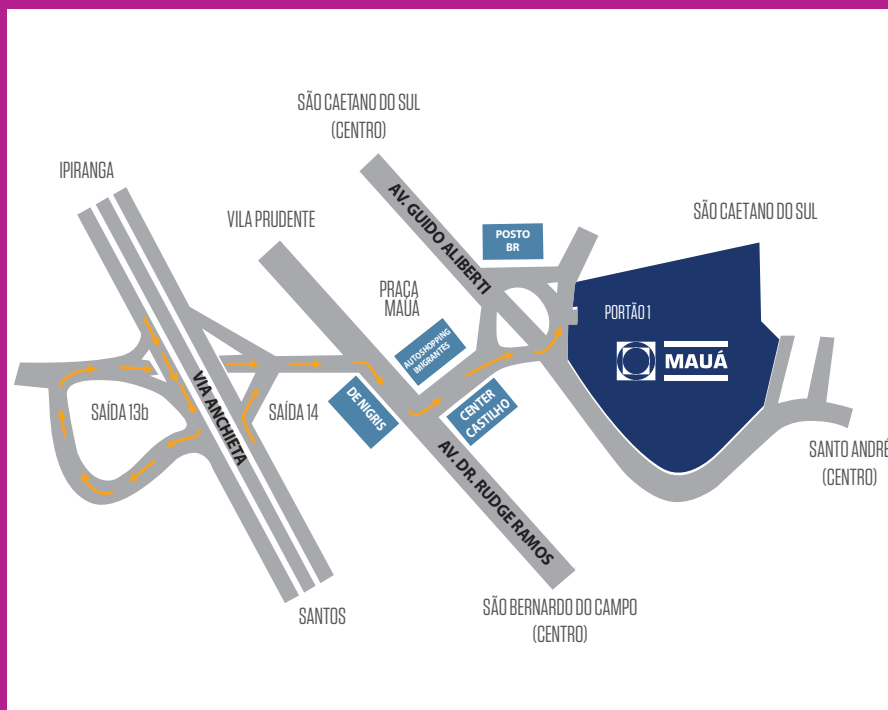 SÃO CAETANO DO SUL
(CENTRO)
IPIRANGA
AV. GUIDO ALIBERTI
VILA PRUDENTE
SÃO CAETANO DO SUL
POSTO
BR
PRAÇA
MAUÁ
PORTÃO 1
AUTOSHOPPING
IMIGRANTES
MAUÁ
SAÍDA 13b
VIA ANCHIETA
SAÍDA 14
DE NIGRIS
CENTER
CASTILHO
AV. DR. RUDGE RAMOS
SANTO ANDRÉ
(CENTRO)
SANTOS
SÃO BERNARDO DO CAMPO
(CENTRO)